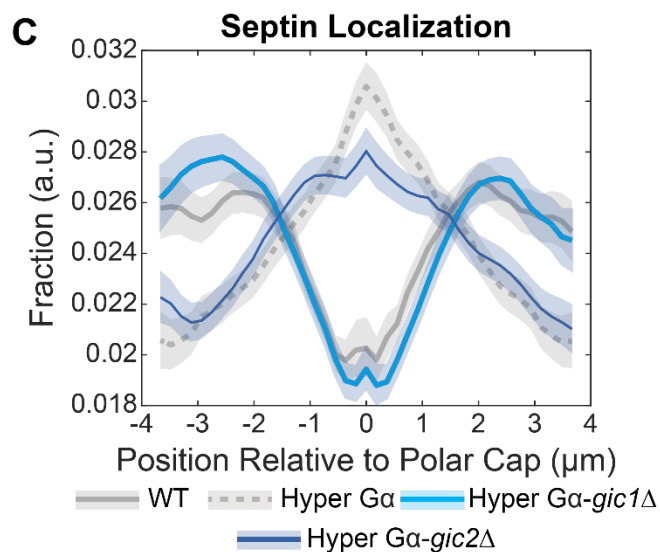 C
Septin Localization
Fraction (a.u.)
0.032
0.03
0.028
0.026
0.024
0.022
0.02
0.018
-4 -3 -2 -1 0 1 2 3 4
Position Relative to Polar Cap (µm)
WT Hyper Gα Hyper Gα-gic1Δ
Hyper Gα-gic2Δ